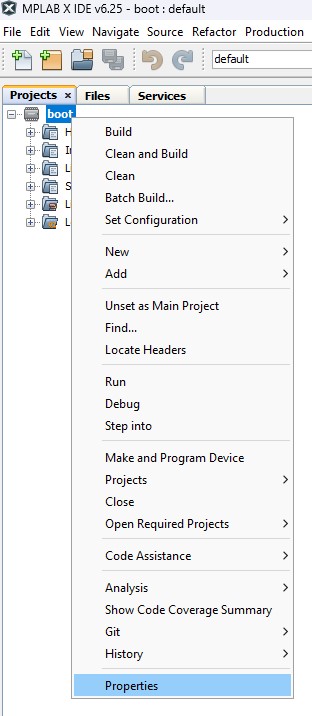 MPLAB X IDE v6.25 - boot : default
File Edit View Navigate Source Refactor Production
default
Projects × Files Services
boot
Build
Clean and Build
Clean
Batch Build...
Set Configuration
New
Add
Unset as Main Project
Find...
Locate Headers
Run
Debug
Step into
Make and Program Device
Projects
Close
Open Required Projects
Code Assistance
Analysis
Show Code Coverage Summary
Git
History
Properties